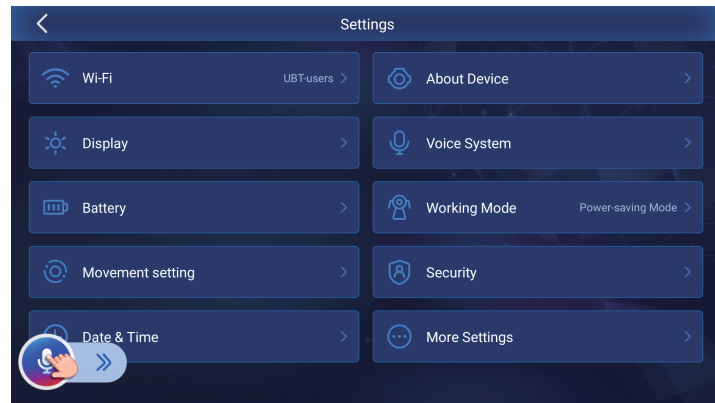 Settings
Wi-Fi UBT-users
About Device
Display
Voice System
Battery
Working Mode Power-saving Mode
Movement setting
Security
Date & Time
More Settings